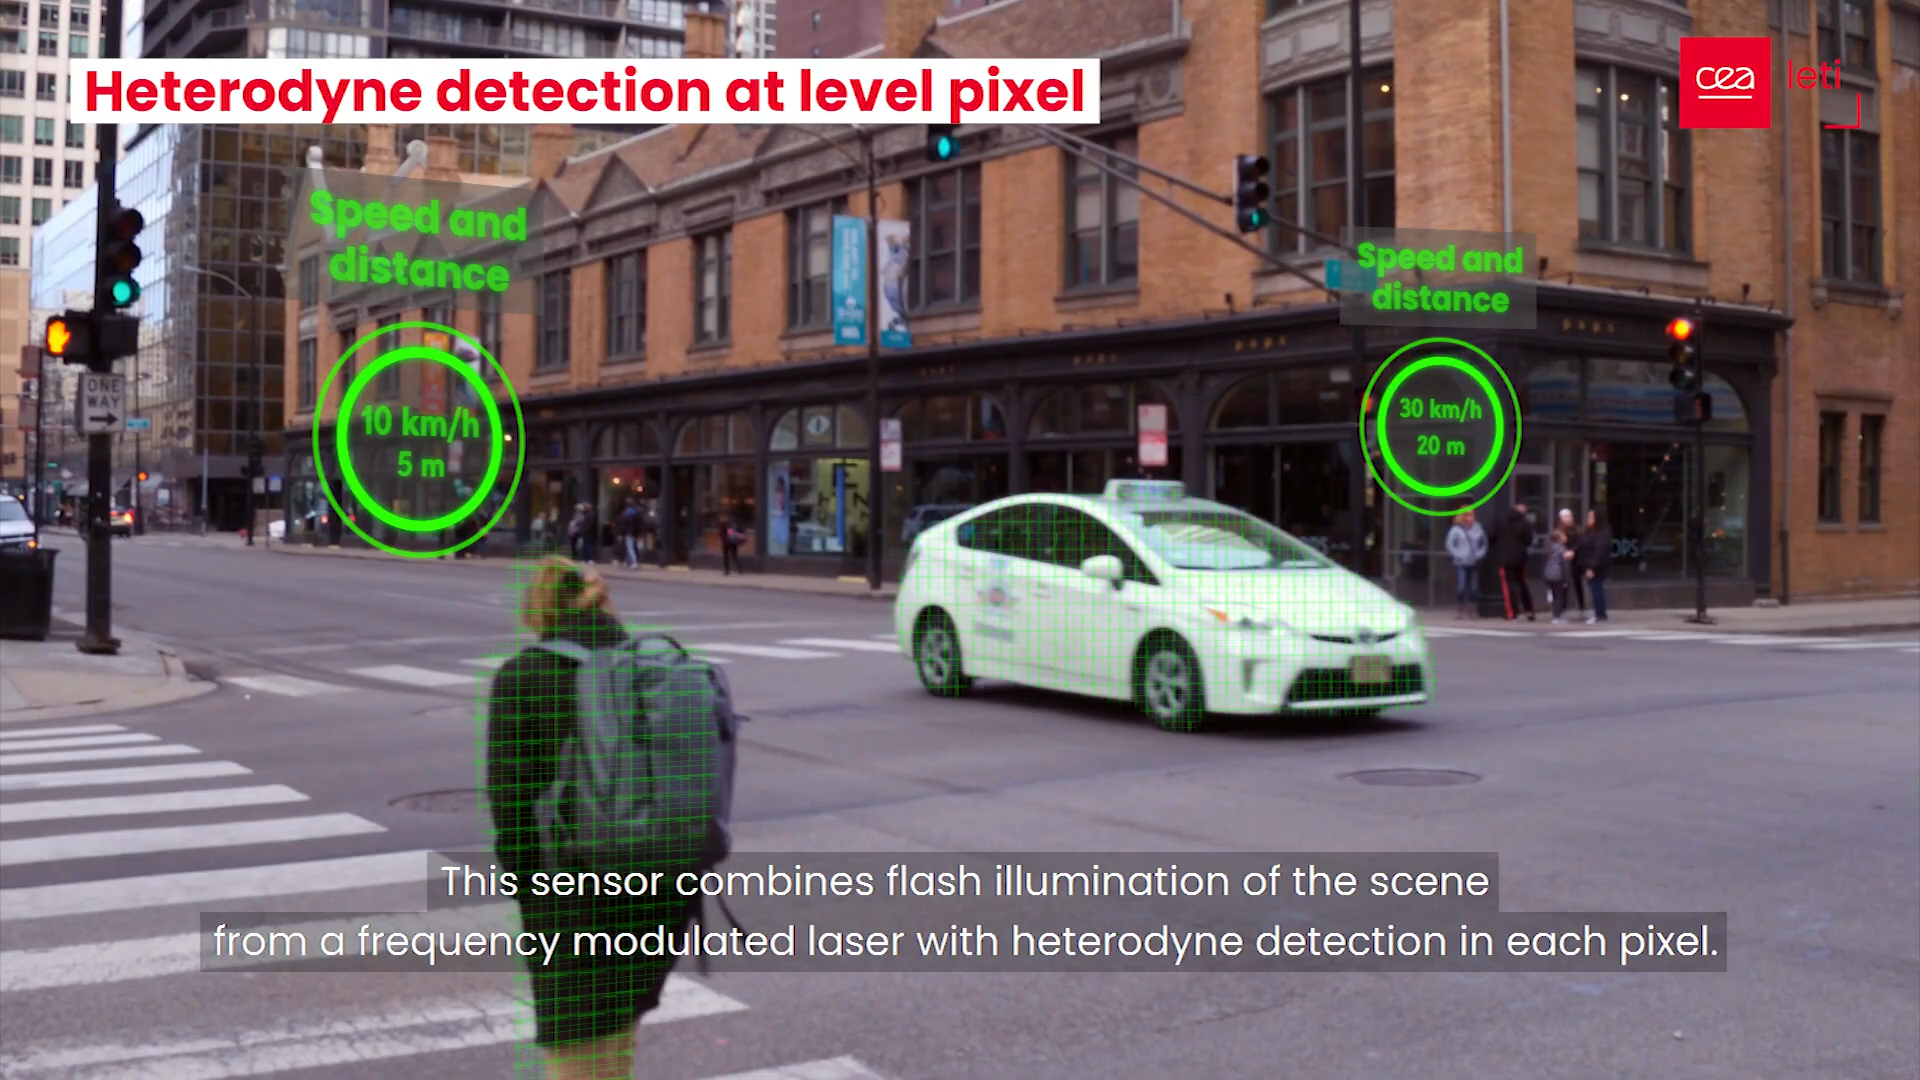 Heterodyne detection at level pixel
cea leti
Speed and
distance
10 km/h
5 m
Speed and
distance
30 km/h
20 m
ONE
WAY
This sensor combines flash illumination of the scene
from a frequency modulated laser with heterodyne detection in each pixel.